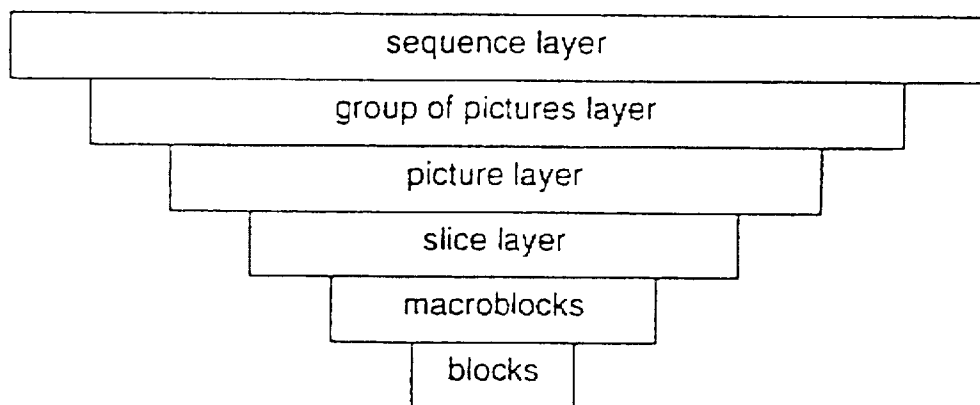 sequence layer
group of pictures layer
picture layer
slice layer
macroblocks
blocks